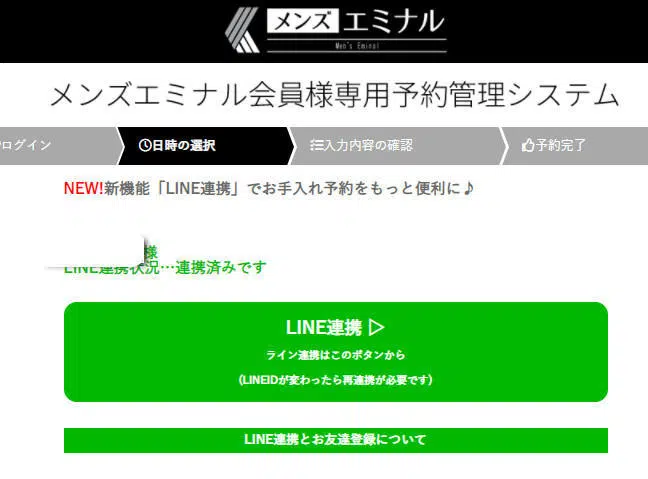 メンズエミナル
Men's Eminal
メンズエミナル会員様専用予約管理システム
ログイン
日時の選択
入力内容の確認
予約完了
NEW!新機能「LINE連携」でお手入れ予約をもっと便利に♪
様
LINE連携状況…連携済みです
LINE連携 ▷
ライン連携はこのボタンから
(LINEIDが変わったら再連携が必要です)
LINE連携とお友達登録について